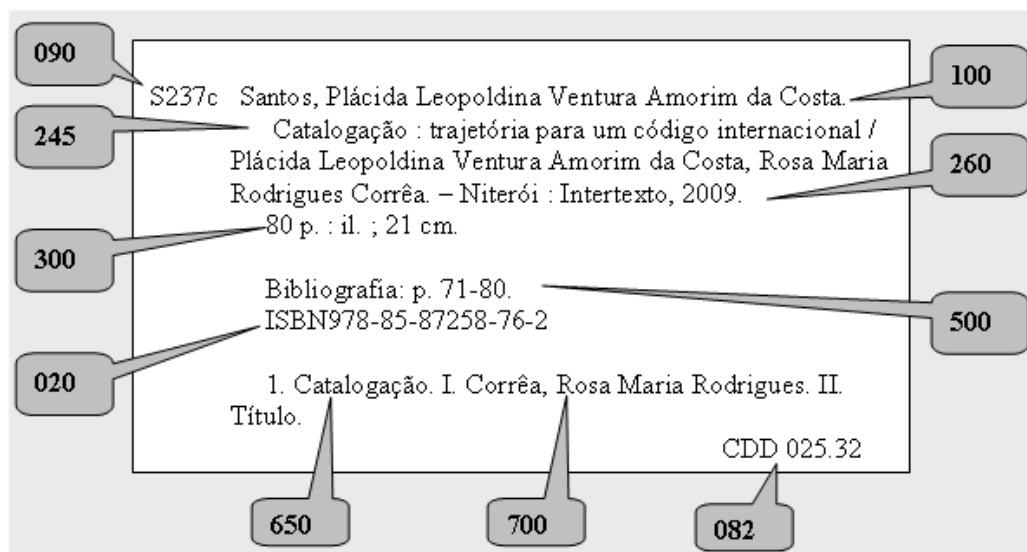 090
S237c Santos, Plácida Leopoldina Ventura Amorim da Costa.
100
245
Catalogação : trajetória para um código internacional /
Plácida Leopoldina Ventura Amorim da Costa, Rosa Maria
260
Rodrigues Corrêa. – Niterói : Intertexto, 2009.
300
80 p. : il. ; 21 cm.
Bibliografia: p. 71-80.
500
020
ISBN978-85-87258-76-2
1. Catalogação. I. Corrêa, Rosa Maria Rodrigues. II.
Título.
CDD 025.32
650
700
082